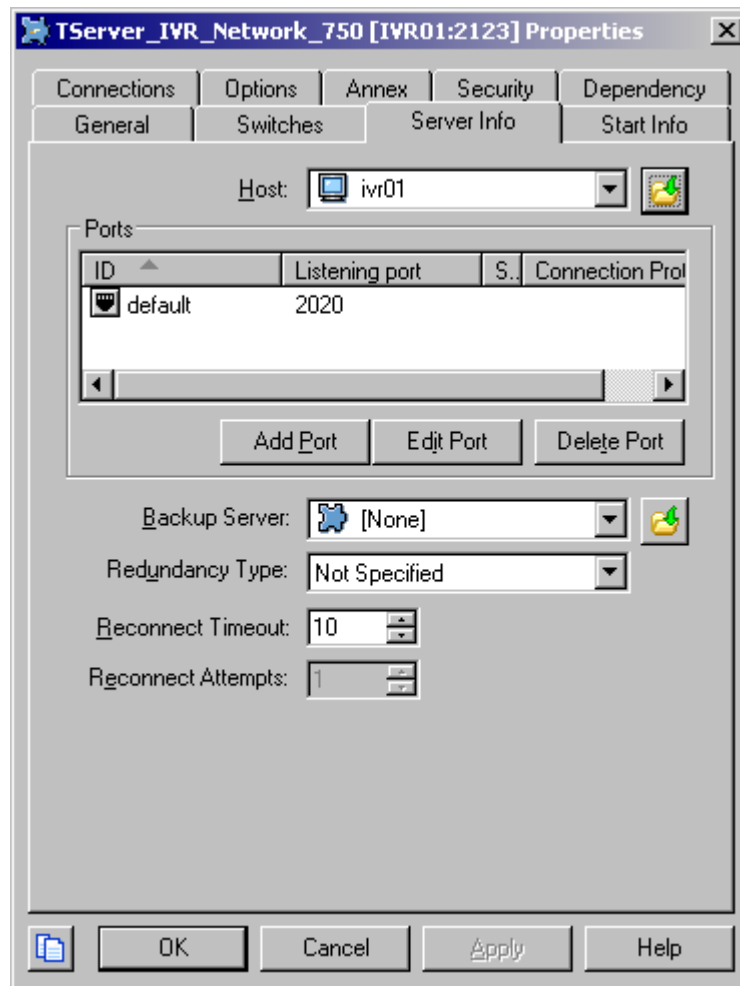 TServer_IVR_Network_750 [IVR01:2123] Properties
Connections Options Annex Security Dependency
General Switches Server Info Start Info
Host: ivr01
Ports
ID Listening port S.. Connection Prot
default 2020
Add Port Edit Port Delete Port
Backup Server: [None]
Redundancy Type: Not Specified
Reconnect Timeout: 10
Reconnect Attempts: 1
OK Cancel Apply Help